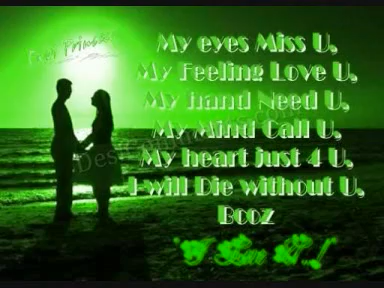 My eyes Miss U,
My Feeling Love U,
My hand Need U,
My Mind Call U,
My heart just 4 U,
I will Die without U,
Bcoz